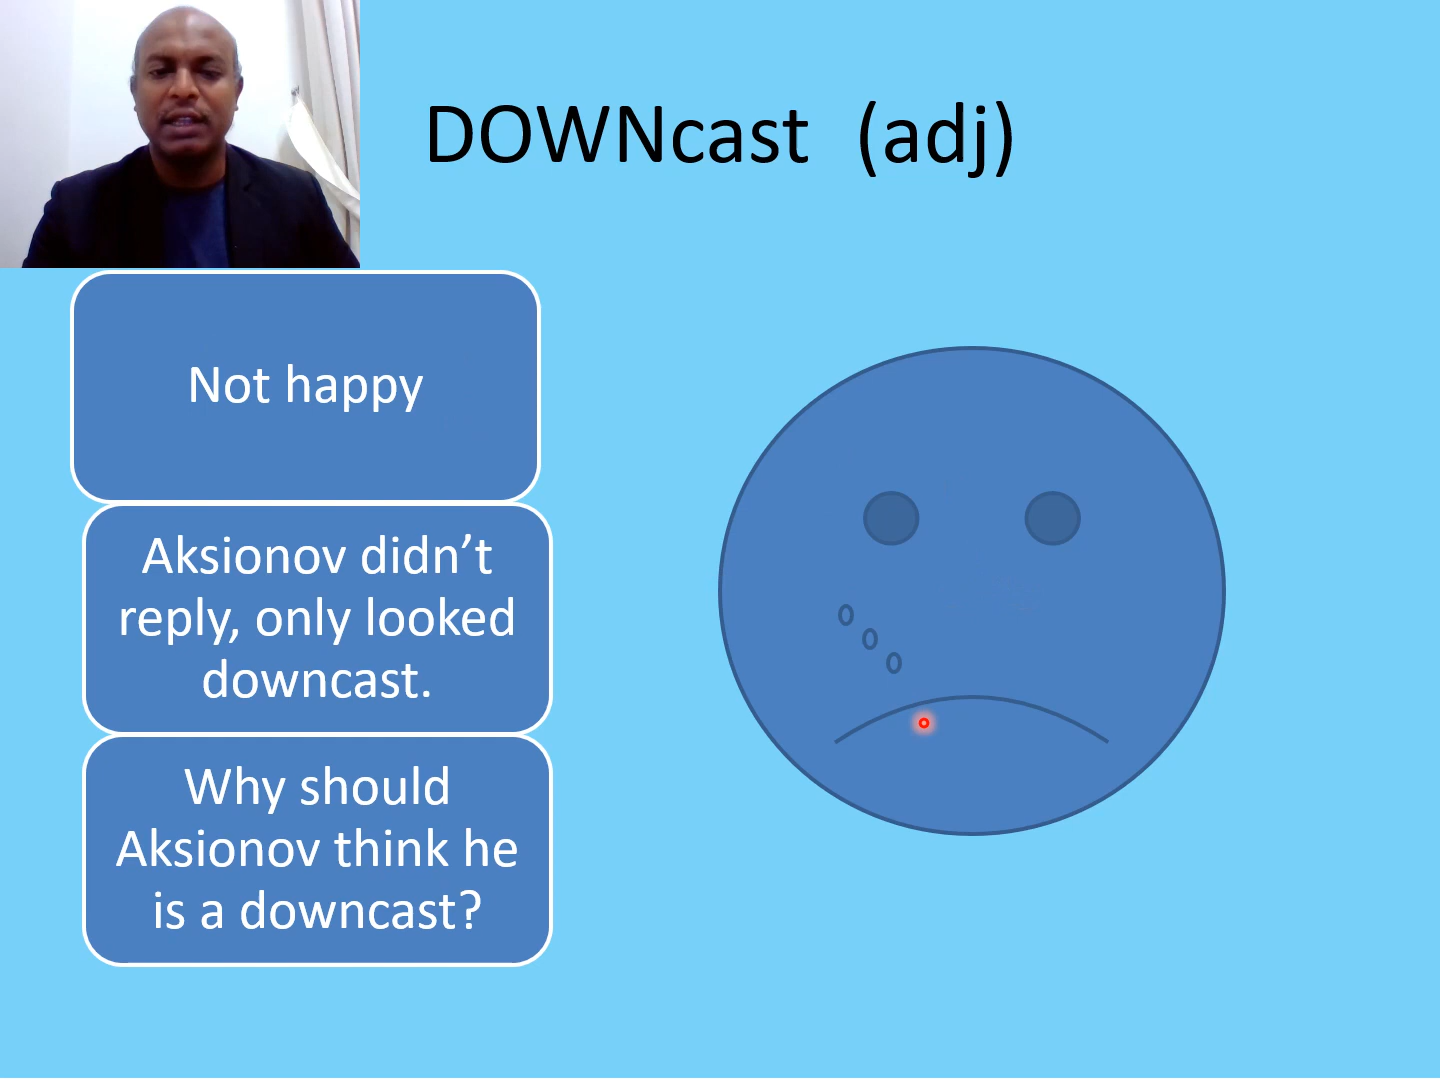 DOWNcast (adj)
Not happy
Aksionov didn’t
reply, only looked
downcast.
Why should
Aksionov think he
is a downcast?